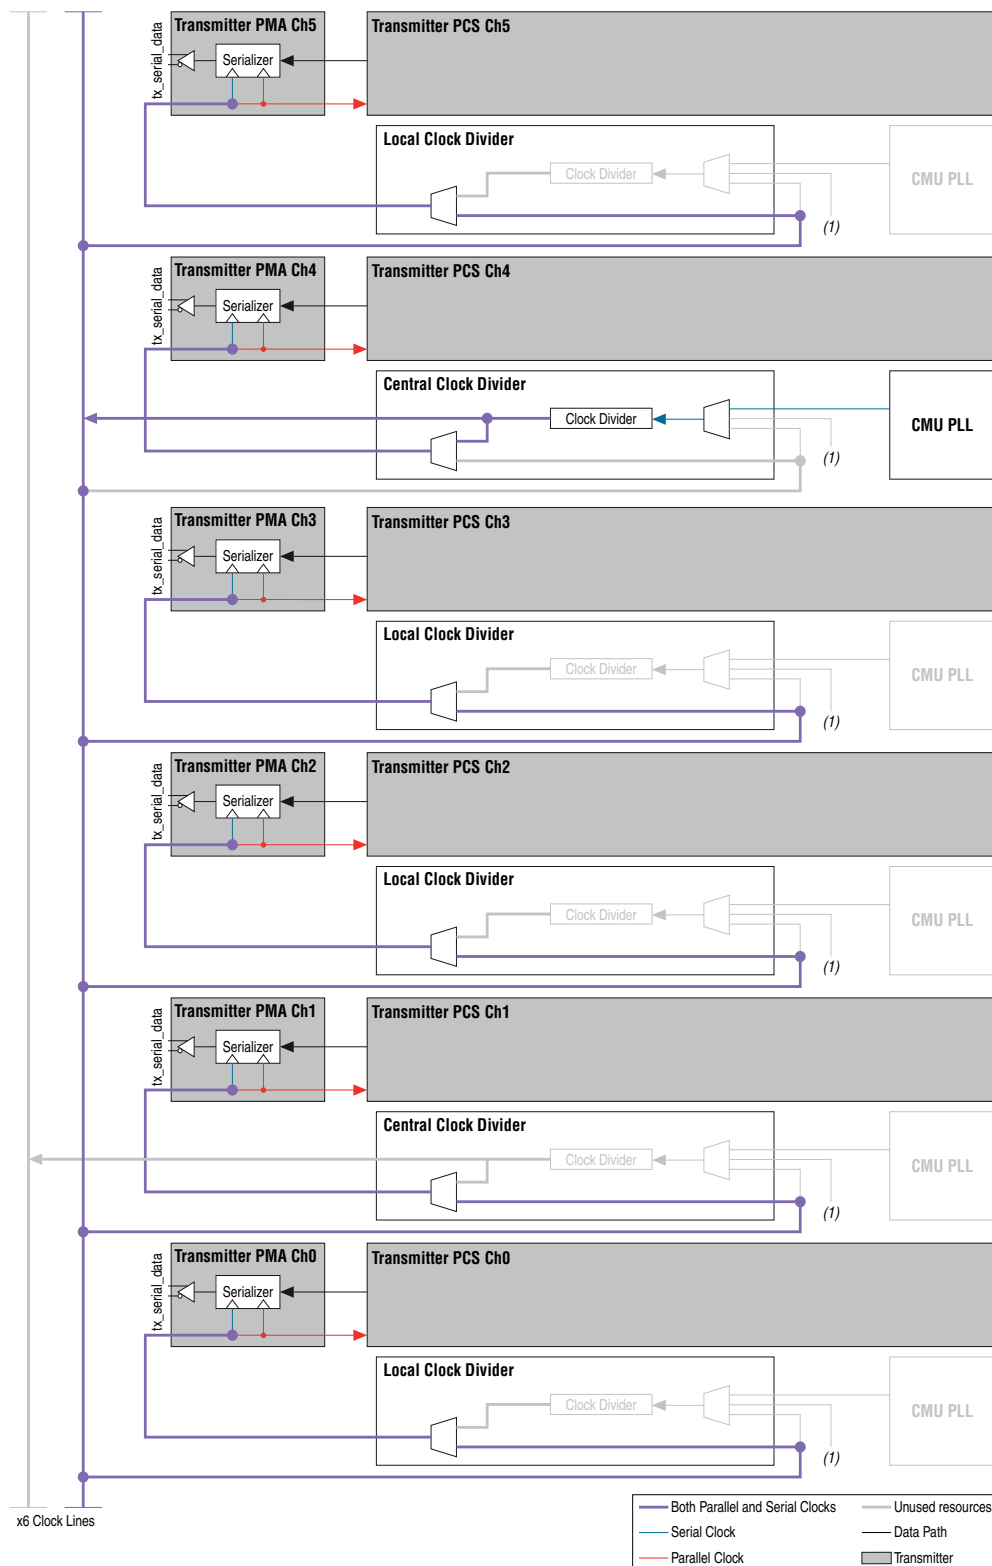 Transmitter PMA Ch5
Transmitter PCS Ch5
tx_serial_data
Serializer
Local Clock Divider
Clock Divider
CMU PLL
(1)
Transmitter PMA Ch4
Transmitter PCS Ch4
tx_serial_data
Serializer
Central Clock Divider
Clock Divider
CMU PLL
(1)
Transmitter PMA Ch3
Transmitter PCS Ch3
tx_serial_data
Serializer
Local Clock Divider
Clock Divider
CMU PLL
(1)
Transmitter PMA Ch2
Transmitter PCS Ch2
tx_serial_data
Serializer
Local Clock Divider
Clock Divider
CMU PLL
(1)
Transmitter PMA Ch1
Transmitter PCS Ch1
tx_serial_data
Serializer
Central Clock Divider
Clock Divider
CMU PLL
(1)
Transmitter PMA Ch0
Transmitter PCS Ch0
tx_serial_data
Serializer
Local Clock Divider
Clock Divider
CMU PLL
(1)
x6 Clock Lines
Both Parallel and Serial Clocks
Unused resources
Serial Clock
Data Path
Parallel Clock
Transmitter